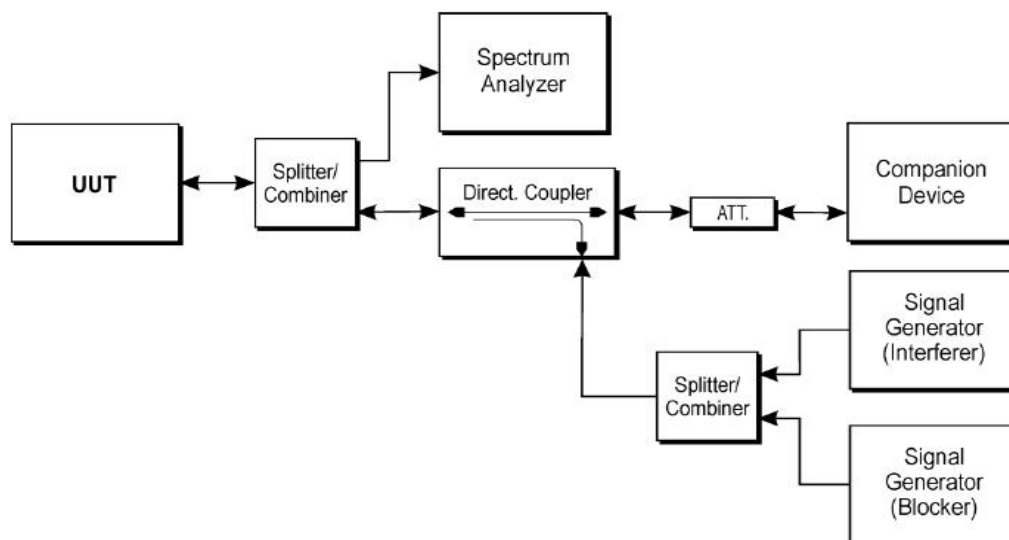 Spectrum
Analyzer
UUT
Splitter/
Combiner
Direct. Coupler
ATT.
Companion
Device
Signal
Generator
(Interferer)
Splitter/
Combiner
Signal
Generator
(Blocker)